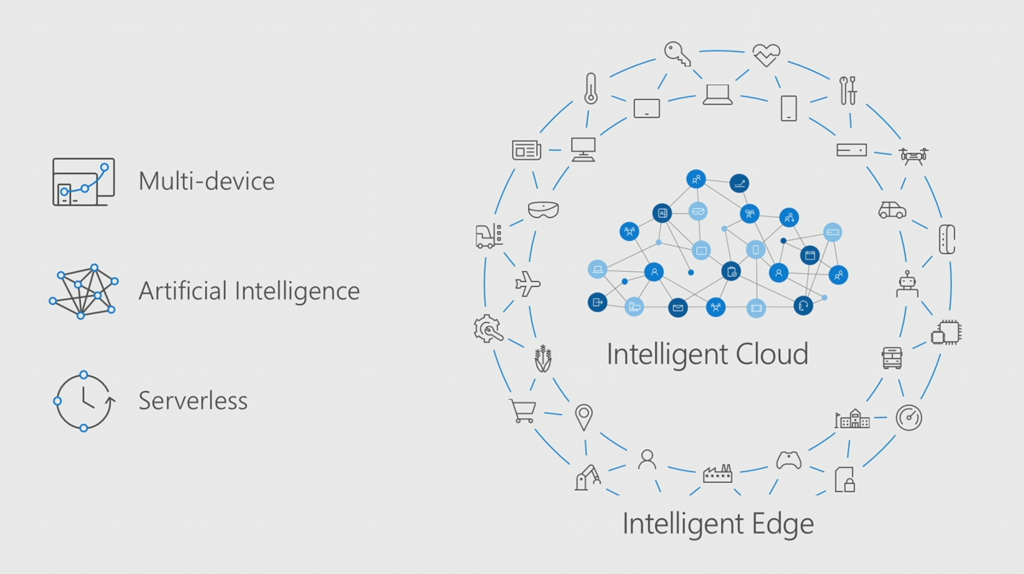 Multi-device
Artificial Intelligence
Serverless
Intelligent Cloud
Intelligent Edge